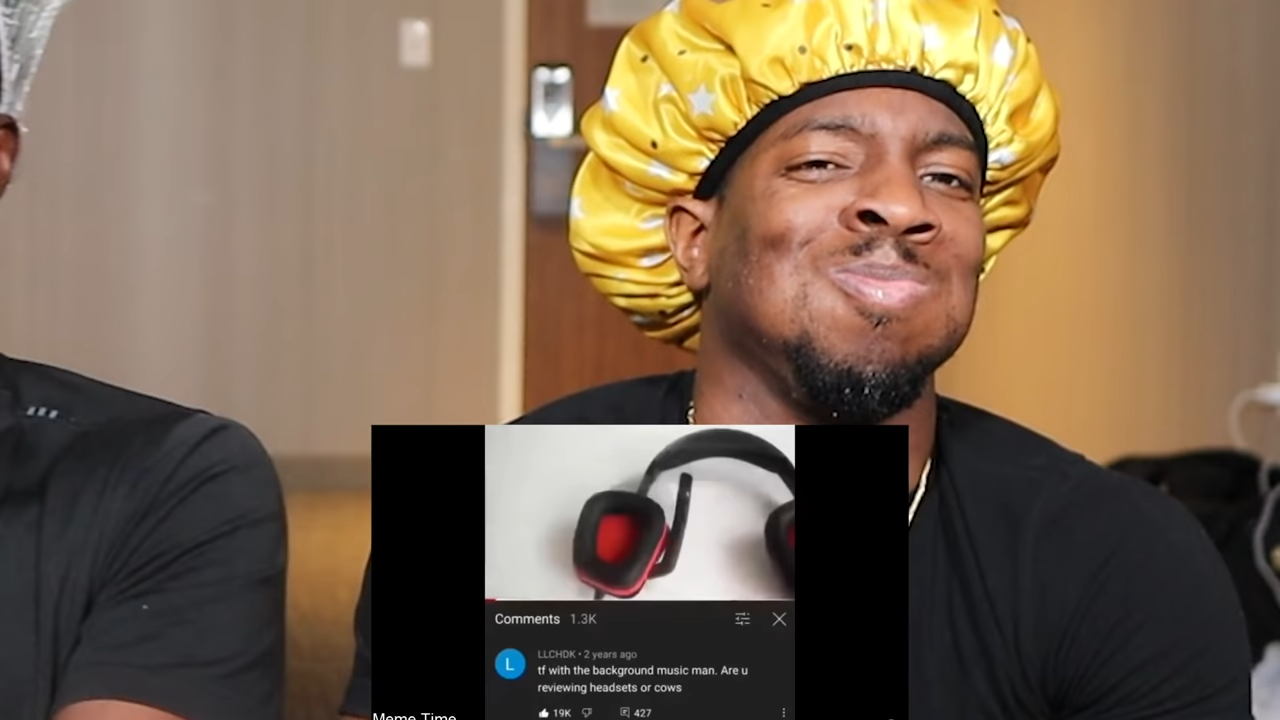 Comments 1.3K
L
LLCHDK • 2 years ago
tf with the background music man. Are u
reviewing headsets or cows
19K 427
Meme Time